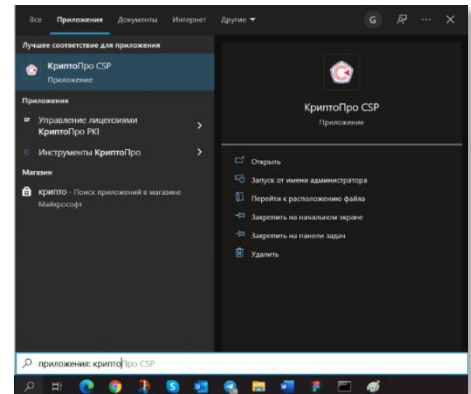 Все Приложения Документы Интернет Другие
G
Лучшее соответствие для приложения
КриптоПро CSP
Приложение
Приложения
Управление лицензиями
КриптоПро PKI
Инструменты КриптоПро
Магазин
крипто - Поиск приложений в магазине
Майкрософт
КриптоПро CSP
Приложение
Открыть
Запуск от имени администратора
Перейти к расположению файла
Закрепить на начальном экране
Закрепить на панели задач
Удалить
приложения: криптоПро CSP